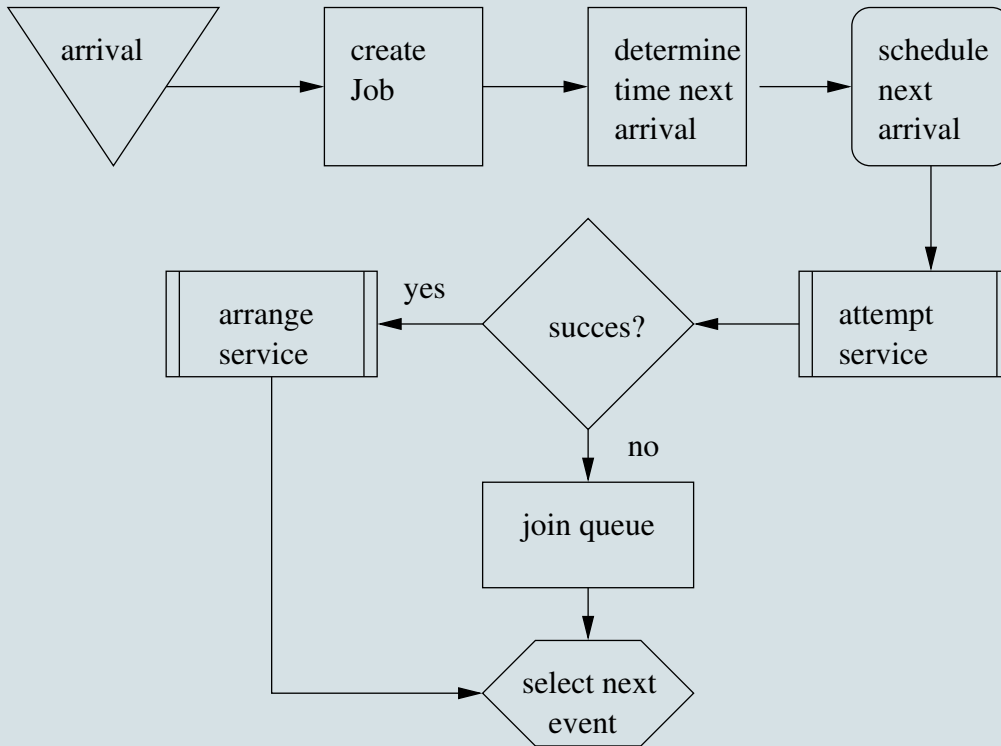 arrival
create
Job
determine
time next
arrival
schedule
next
arrival
attempt
service
succes?
yes
arrange
service
no
join queue
select next
event